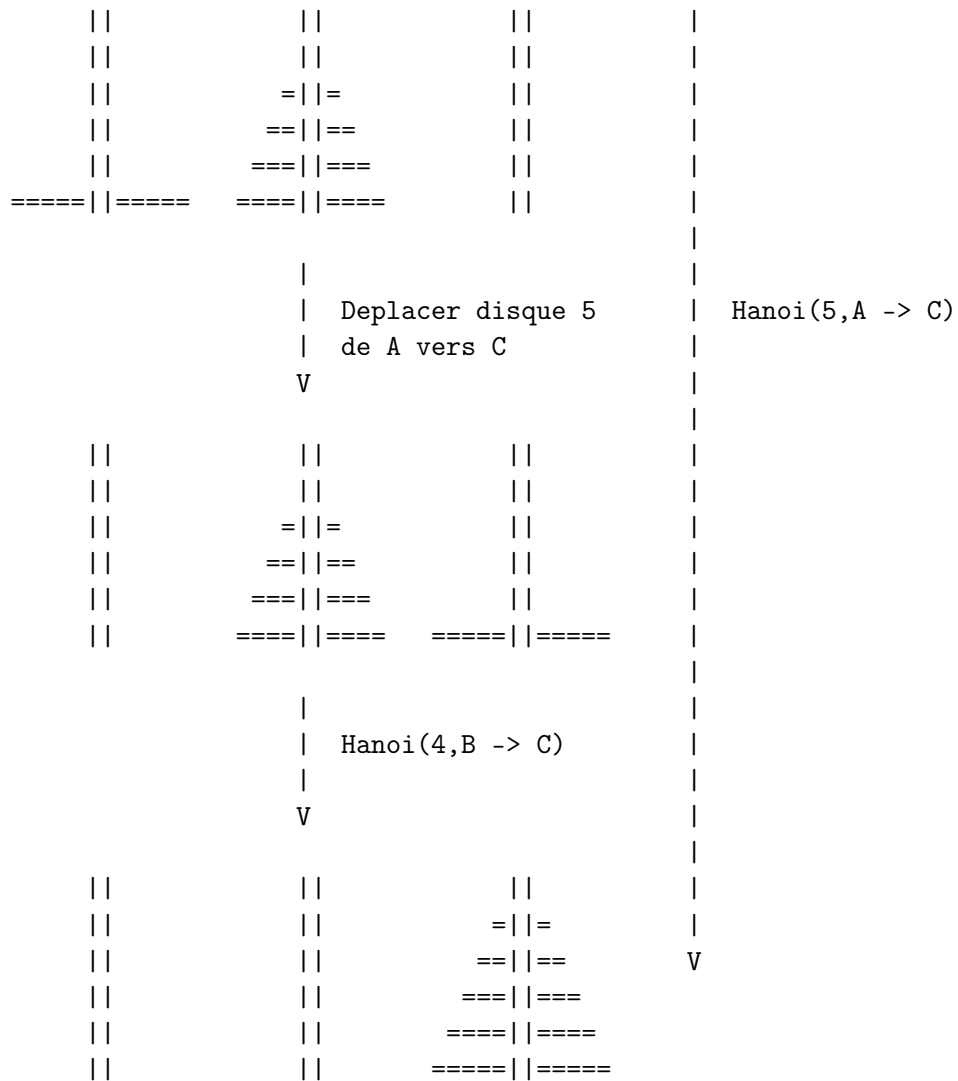 ||            ||            ||          |
     ||            ||            ||          |
     ||           =||=           ||          |
     ||          ==||==          ||          |
     ||         ===||===         ||          |
=====||=====   ====||====        ||          |
                                             |
                   |                         |
                   |  Deplacer disque 5      |  Hanoi(5,A -> C)
                   |  de A vers C            |
                   V                         |
                                             |
     ||            ||            ||          |
     ||            ||            ||          |
     ||           =||=           ||          |
     ||          ==||==          ||          |
     ||         ===||===         ||          |
     ||        ====||====   =====||=====     |
                                             |
                   |                         |
                   |  Hanoi(4,B -> C)        |
                   |                         |
                   V                         |
                                             |
     ||            ||            ||          |
     ||            ||           =||=         |
     ||            ||          ==||==        V
     ||            ||         ===||===
     ||            ||        ====||====
     ||            ||       =====||=====